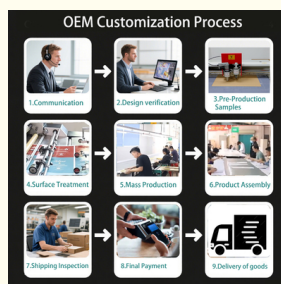 OEM Customization Process
1.Communication
2.Design verification
3.Pre-Production
Samples
4.Surface Treatment
5.Mass Production
6.Product Assembly
7.Shipping Inspection
8.Final Payment
9.Delivery of goods